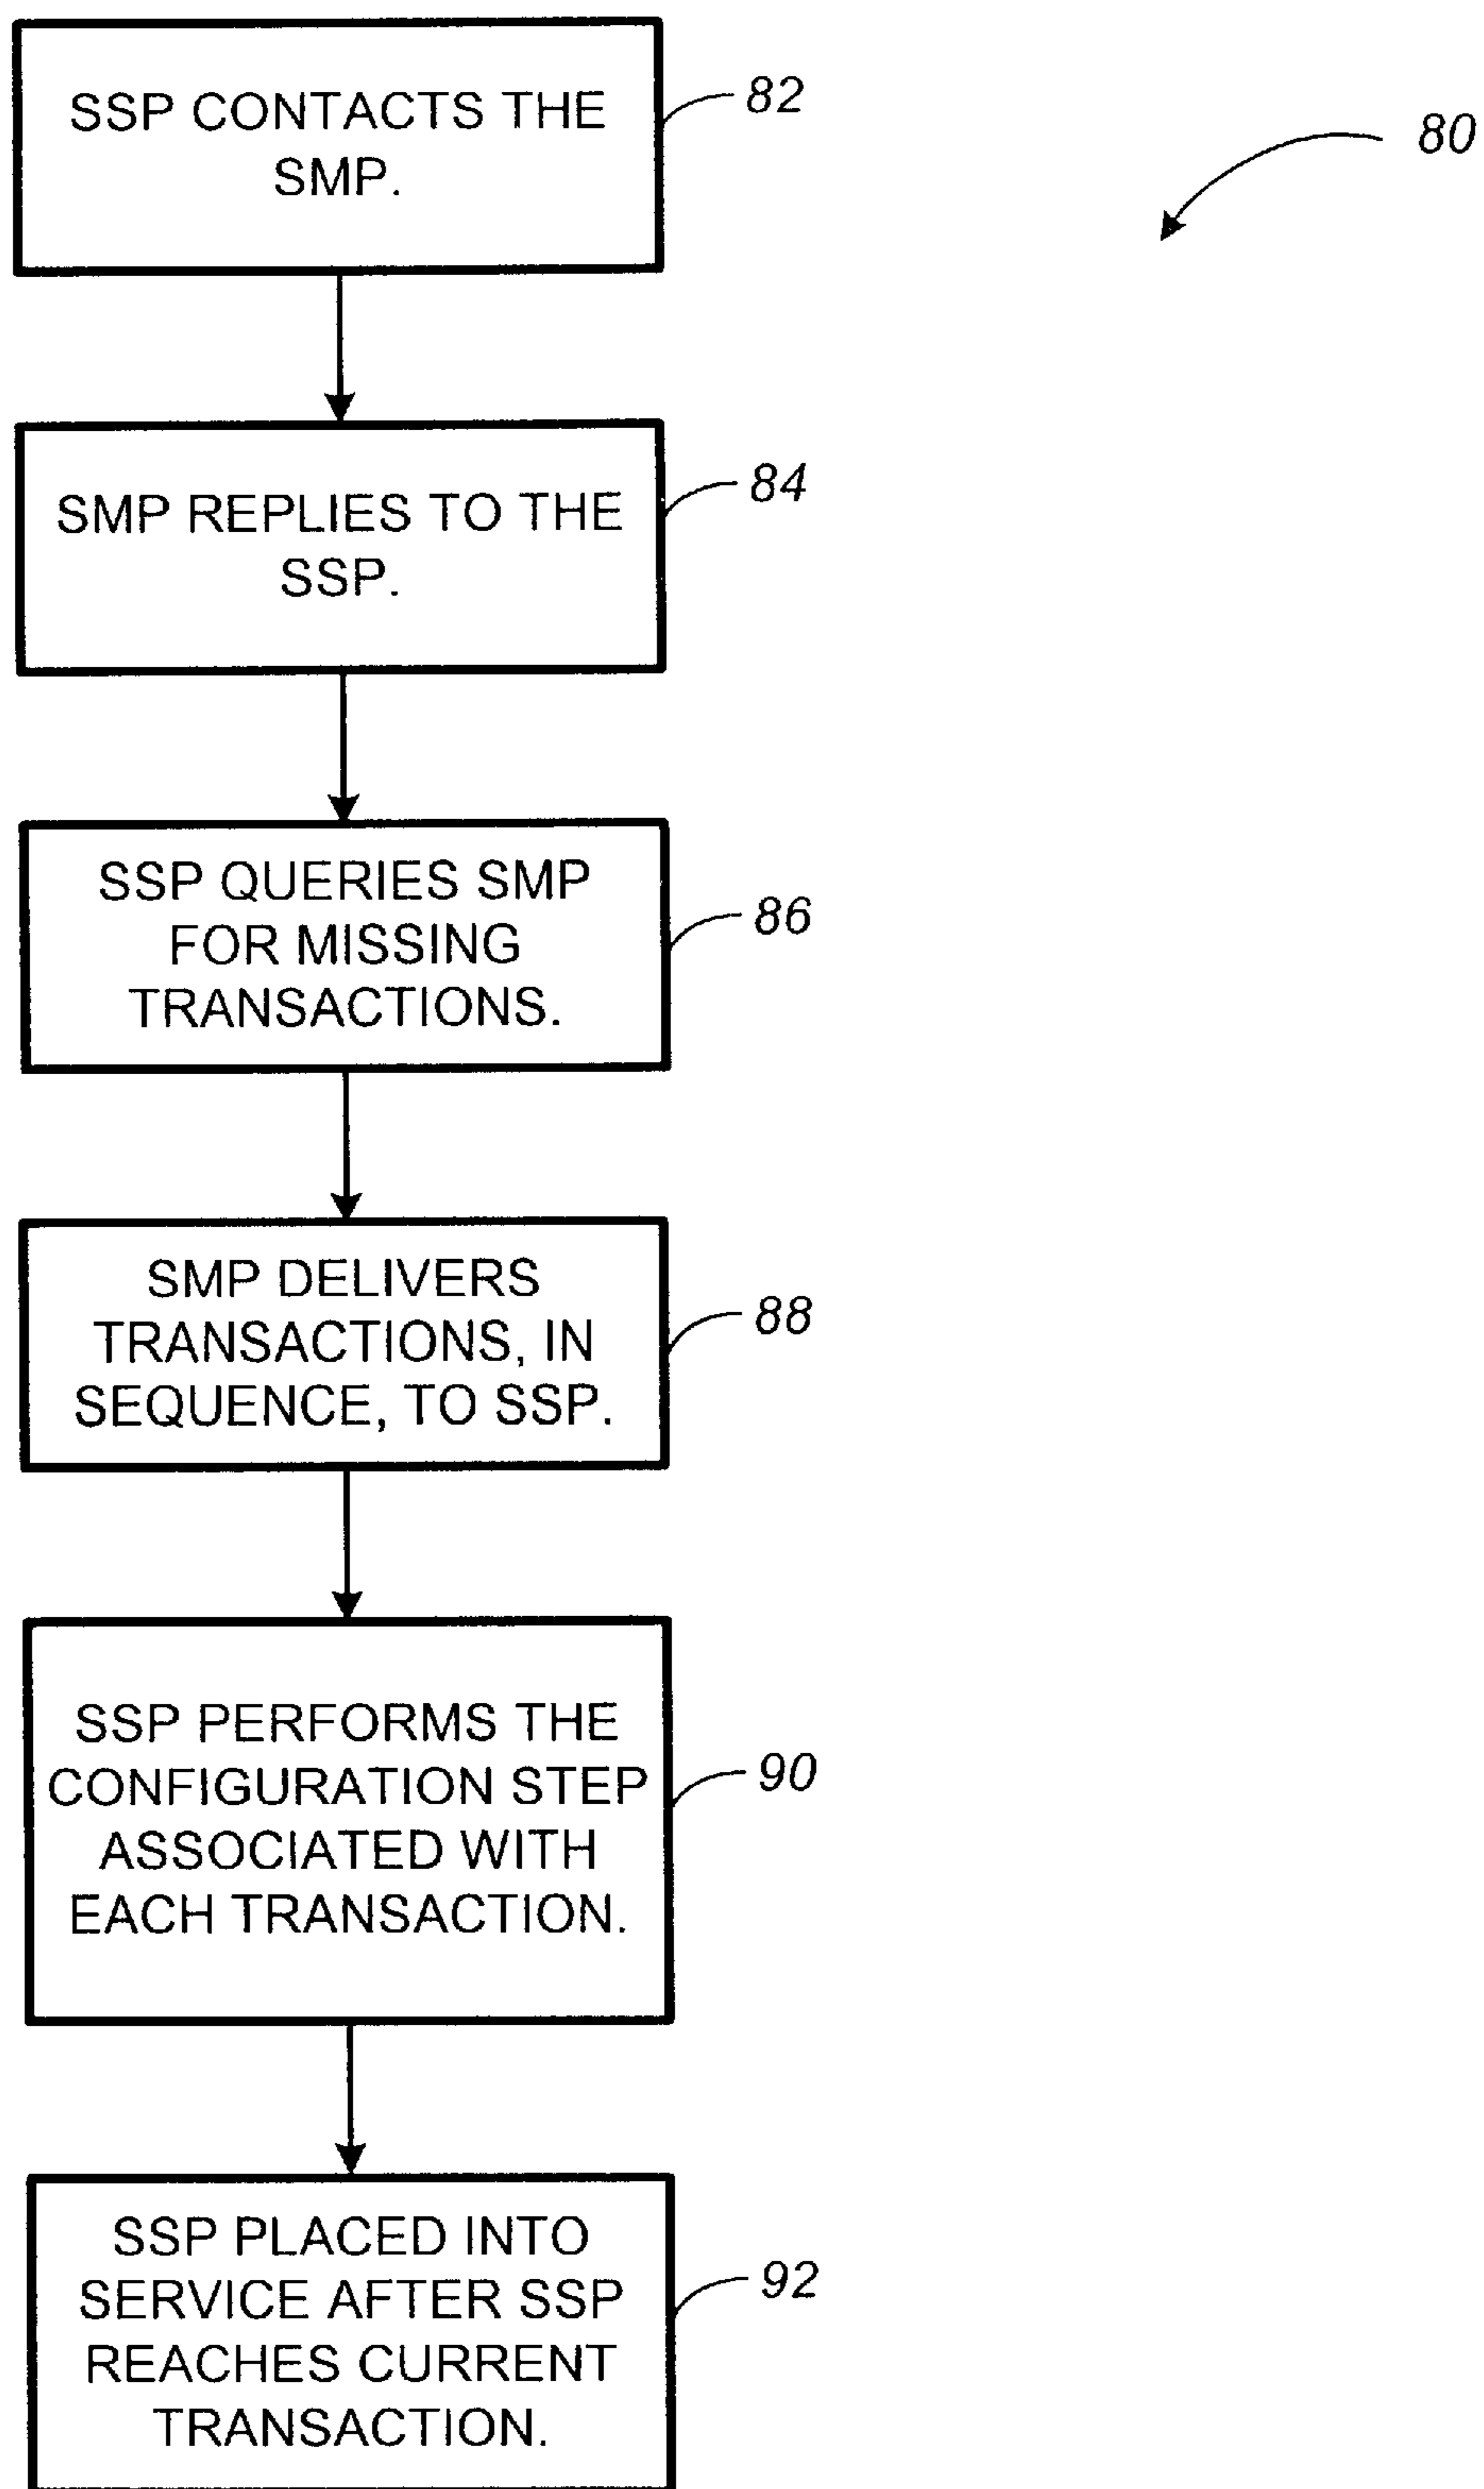 SSP CONTACTS THE
SMP.
82
80
SMP REPLIES TO THE
SSP.
84
SSP QUERIES SMP
FOR MISSING
TRANSACTIONS.
86
SMP DELIVERS
TRANSACTIONS, IN
SEQUENCE, TO SSP.
88
SSP PERFORMS THE
CONFIGURATION STEP
ASSOCIATED WITH
EACH TRANSACTION.
90
SSP PLACED INTO
SERVICE AFTER SSP
REACHES CURRENT
TRANSACTION.
92